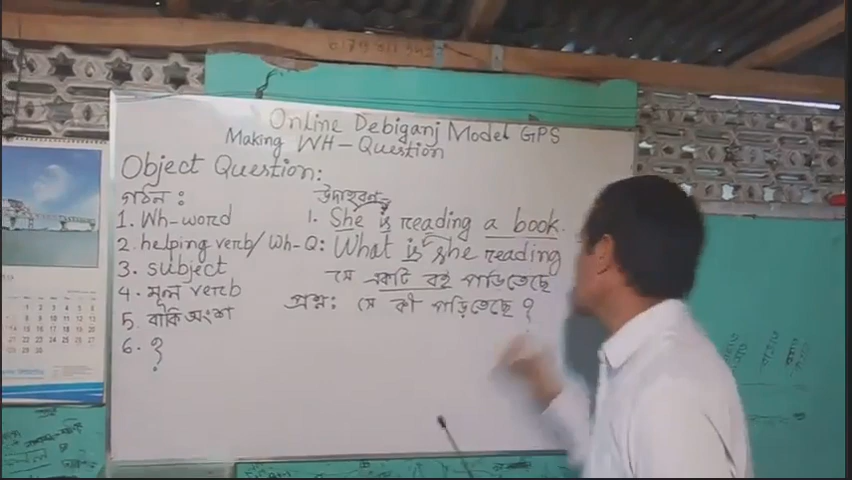 Online Debiganj Model GPS
Making WH-Question
Object Question:
গঠন :
1. Wh-word
2. helping verb/
3. subject
4. মূল verb
5. বাকি অংশ
6. ?
উদাহরণ
1. She is reading a book.
Wh-Q: What is she reading
সে একটি বই পড়িতেছে
প্রশ্ন: সে কী পড়িতেছে ?